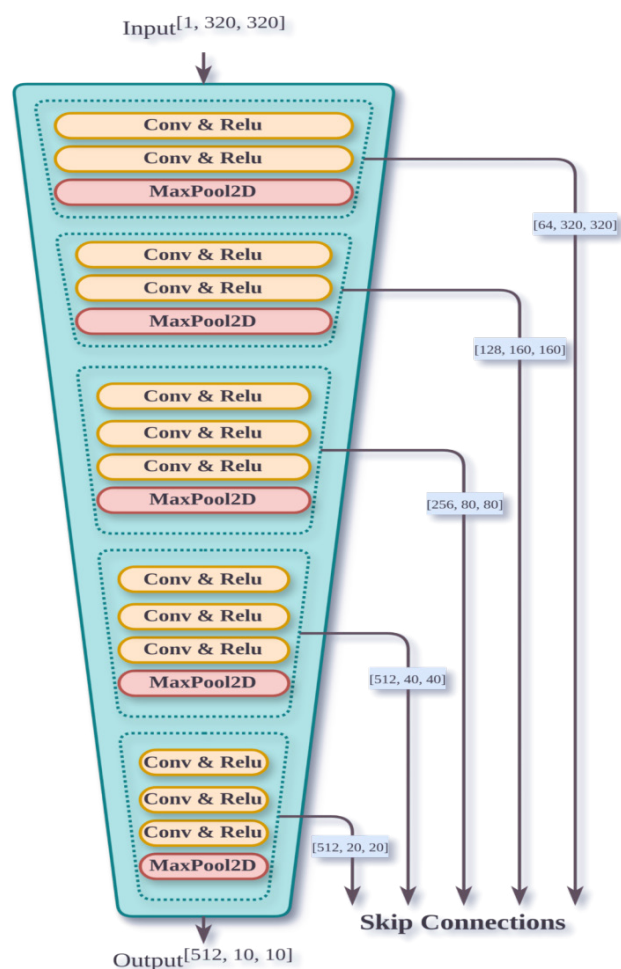 Input[1, 320, 320]
Conv & Relu
Conv & Relu
MaxPool2D
[64, 320, 320]
Conv & Relu
Conv & Relu
MaxPool2D
[128, 160, 160]
Conv & Relu
Conv & Relu
Conv & Relu
MaxPool2D
[256, 80, 80]
Conv & Relu
Conv & Relu
Conv & Relu
MaxPool2D
[512, 40, 40]
Conv & Relu
Conv & Relu
Conv & Relu
MaxPool2D
[512, 20, 20]
Skip Connections
Output[512, 10, 10]